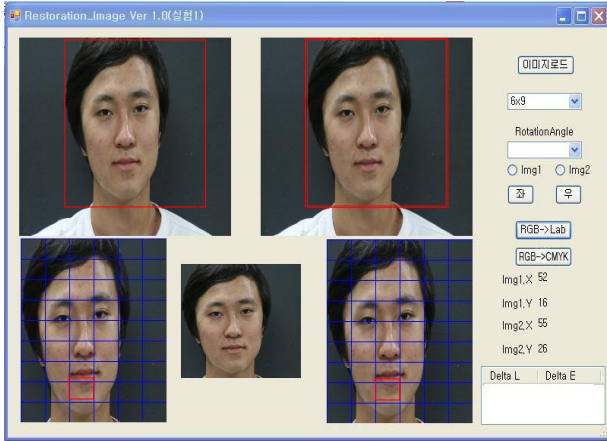 Restoration_Image Ver 1.0(실험1)
이미지로드
6x9
RotationAngle
Img1 Img2
좌 우
RGB->Lab
RGB->CMYK
Img1,X 52
Img1,Y 16
Img2,X 55
Img2,Y 26
Delta L Delta E